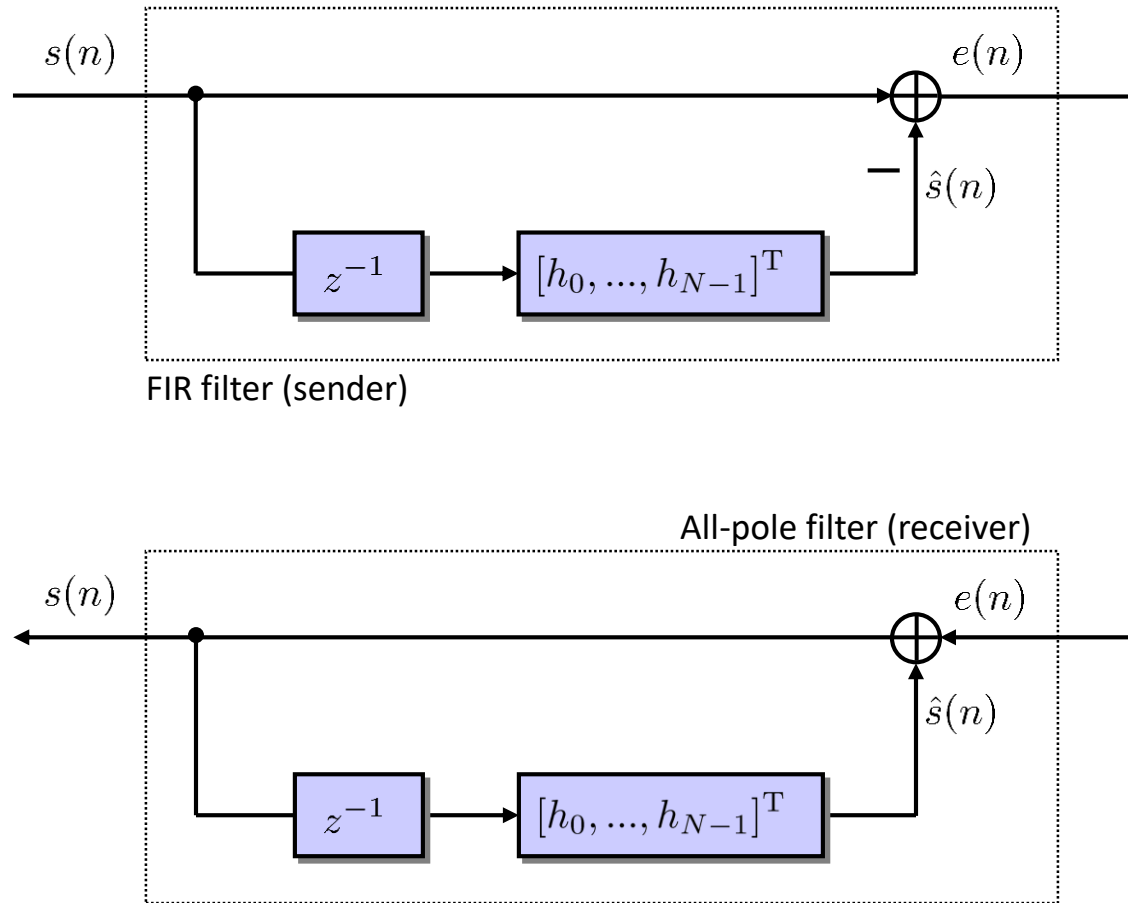 s(n)
e(n)
−
ŝ(n)
z⁻¹
[h₀, ..., h_{N−1}]ᵀ
FIR filter (sender)
All-pole filter (receiver)
s(n)
e(n)
ŝ(n)
z⁻¹
[h₀, ..., h_{N−1}]ᵀ